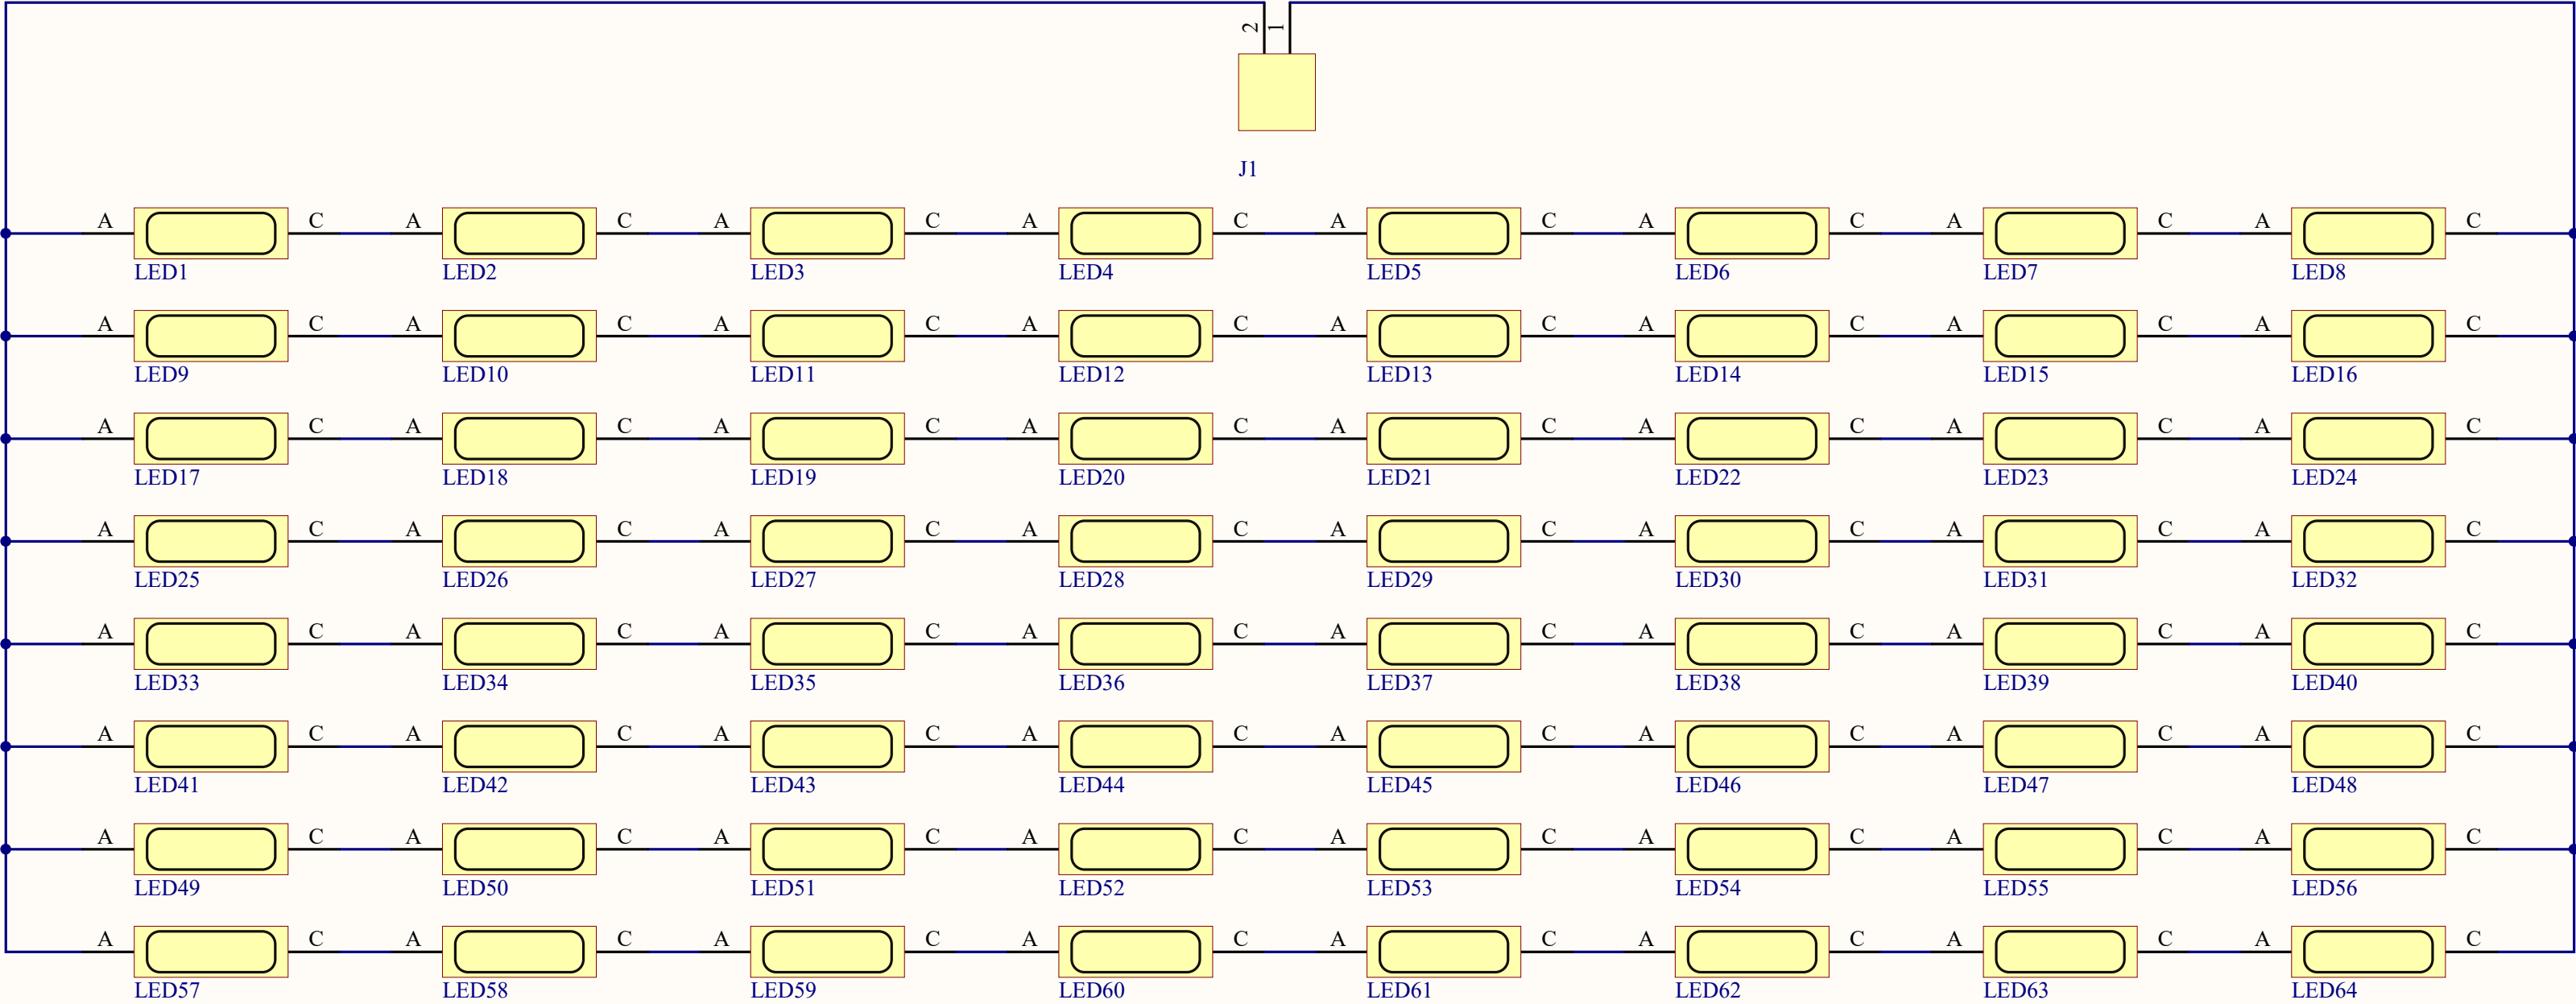 2 1
J1
A C A C A C A C A C A C A C A C
LED1 LED2 LED3 LED4 LED5 LED6 LED7 LED8
A C A C A C A C A C A C A C A C
LED9 LED10 LED11 LED12 LED13 LED14 LED15 LED16
A C A C A C A C A C A C A C A C
LED17 LED18 LED19 LED20 LED21 LED22 LED23 LED24
A C A C A C A C A C A C A C A C
LED25 LED26 LED27 LED28 LED29 LED30 LED31 LED32
A C A C A C A C A C A C A C A C
LED33 LED34 LED35 LED36 LED37 LED38 LED39 LED40
A C A C A C A C A C A C A C A C
LED41 LED42 LED43 LED44 LED45 LED46 LED47 LED48
A C A C A C A C A C A C A C A C
LED49 LED50 LED51 LED52 LED53 LED54 LED55 LED56
A C A C A C A C A C A C A C A C
LED57 LED58 LED59 LED60 LED61 LED62 LED63 LED64